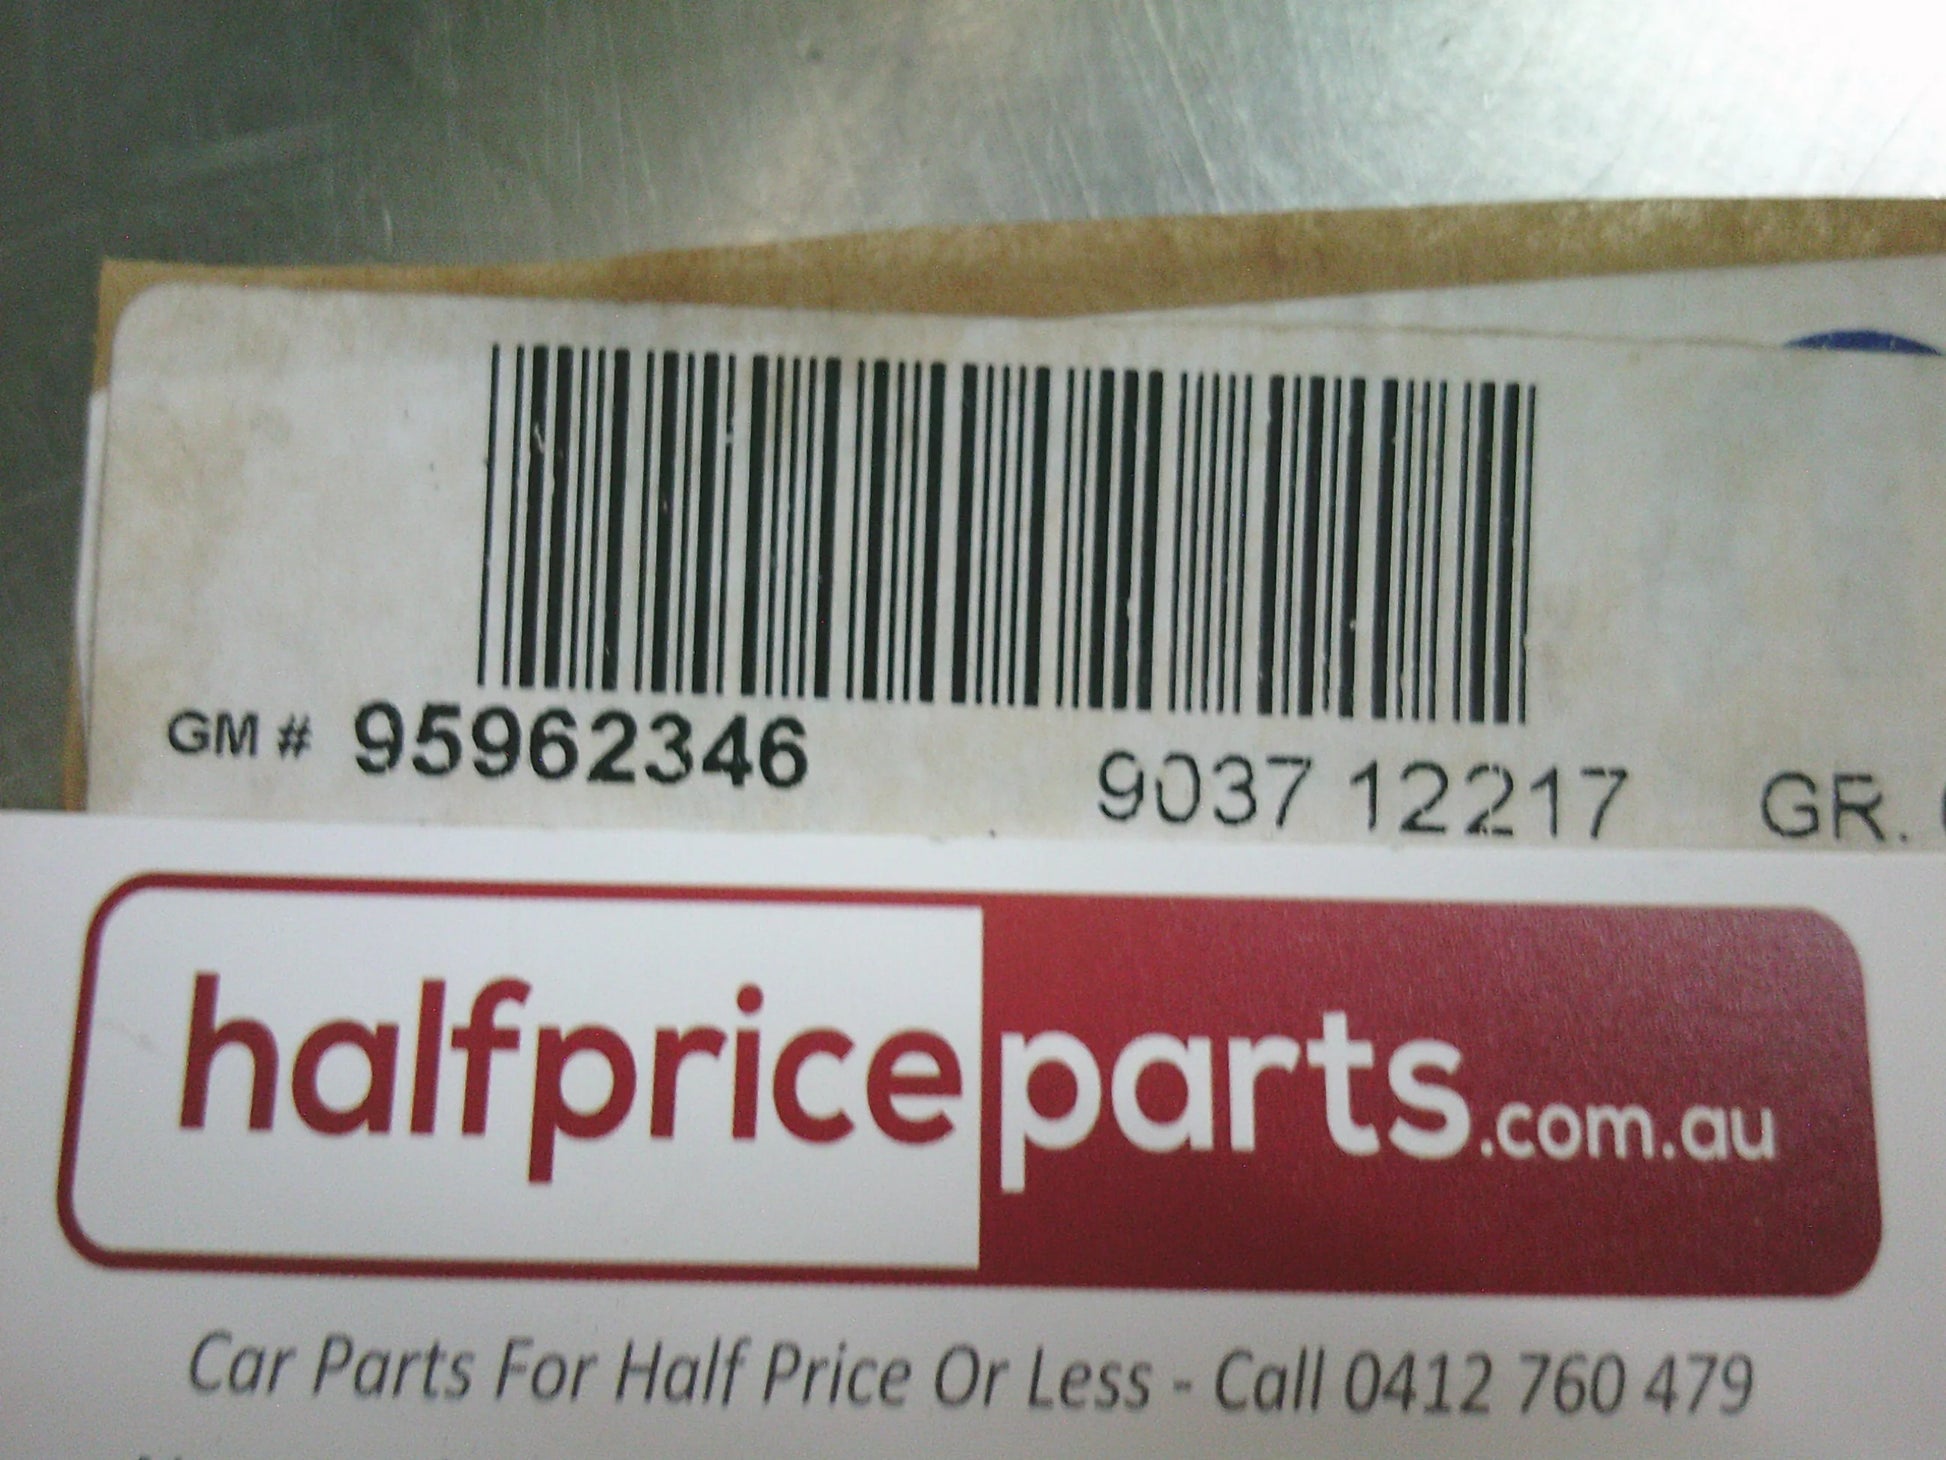 GM # 95962346 9037 12217 GR.
halfpriceparts.com.au
Car Parts For Half Price Or Less - Call 0412 760 479